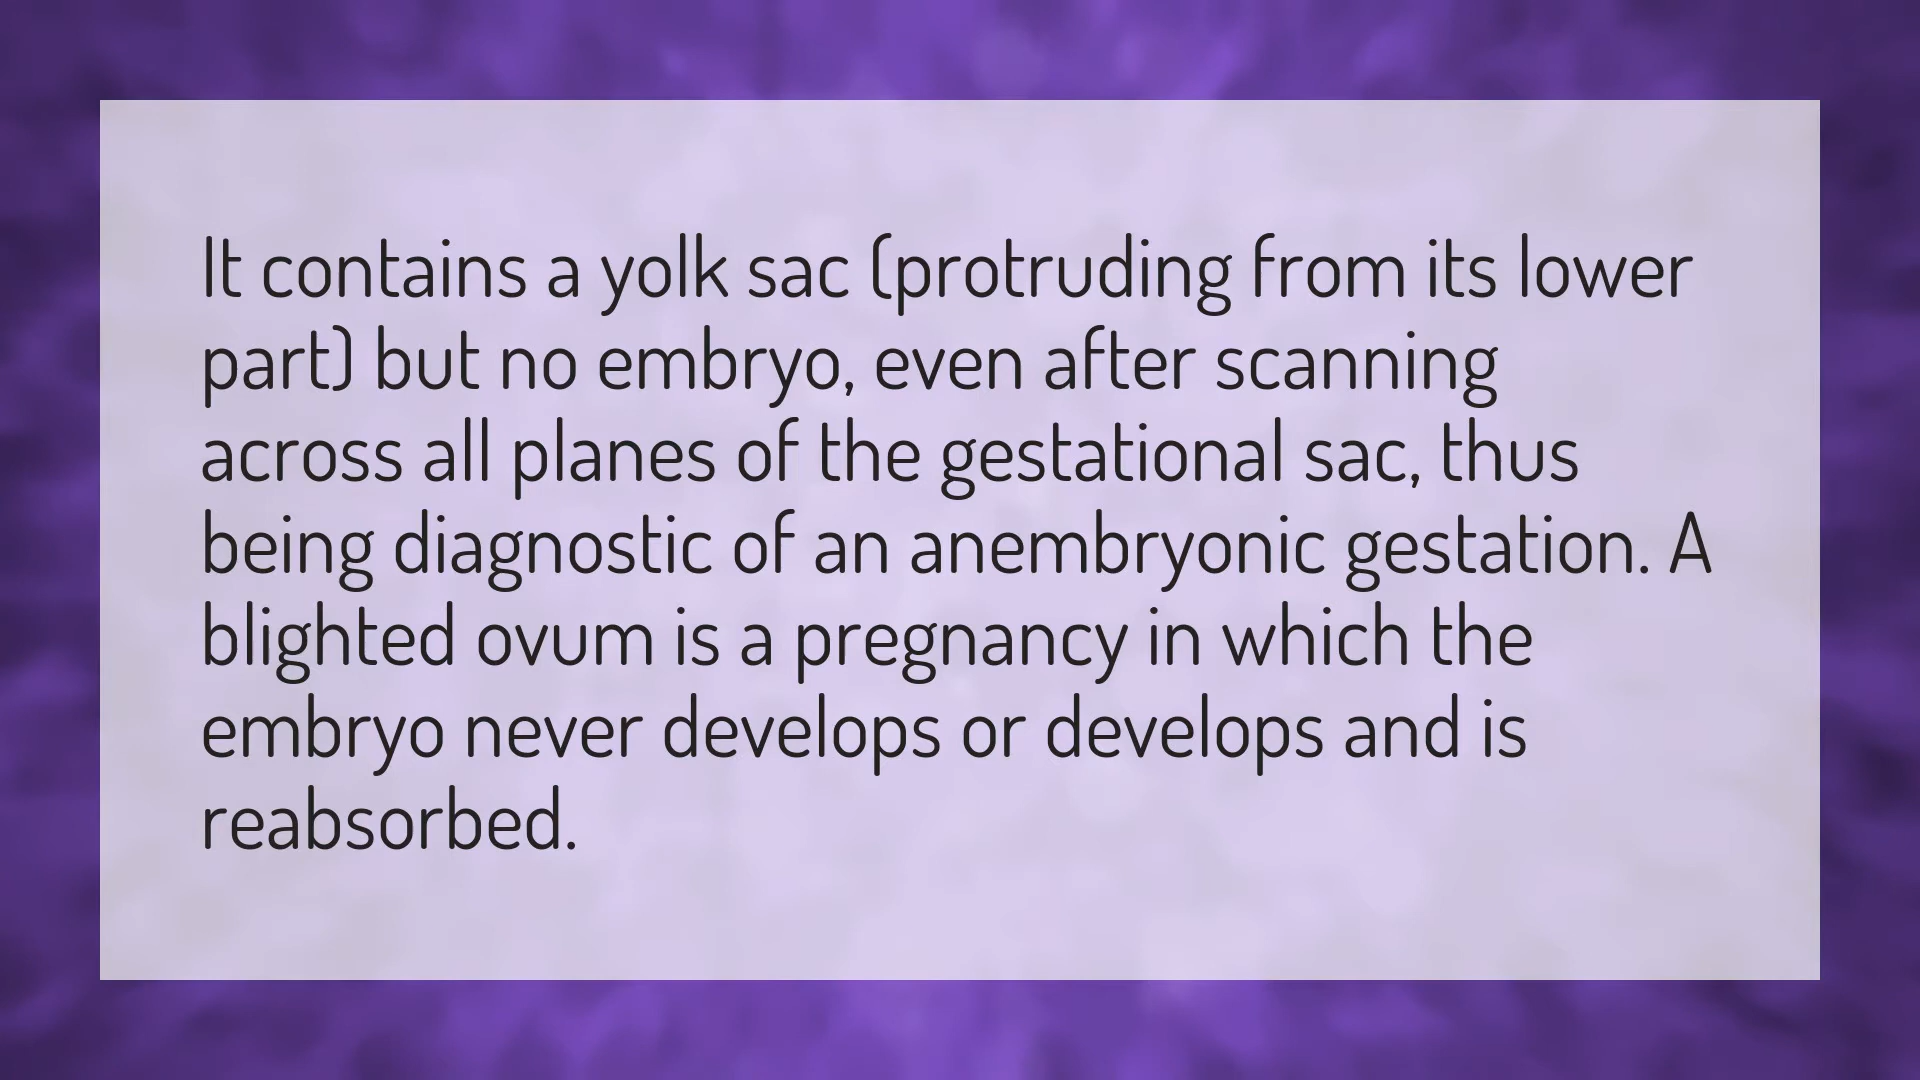 It contains a yolk sac (protruding from its lower
part) but no embryo, even after scanning
across all planes of the gestational sac, thus
being diagnostic of an anembryonic gestation. A
blighted ovum is a pregnancy in which the
embryo never develops or develops and is
reabsorbed.